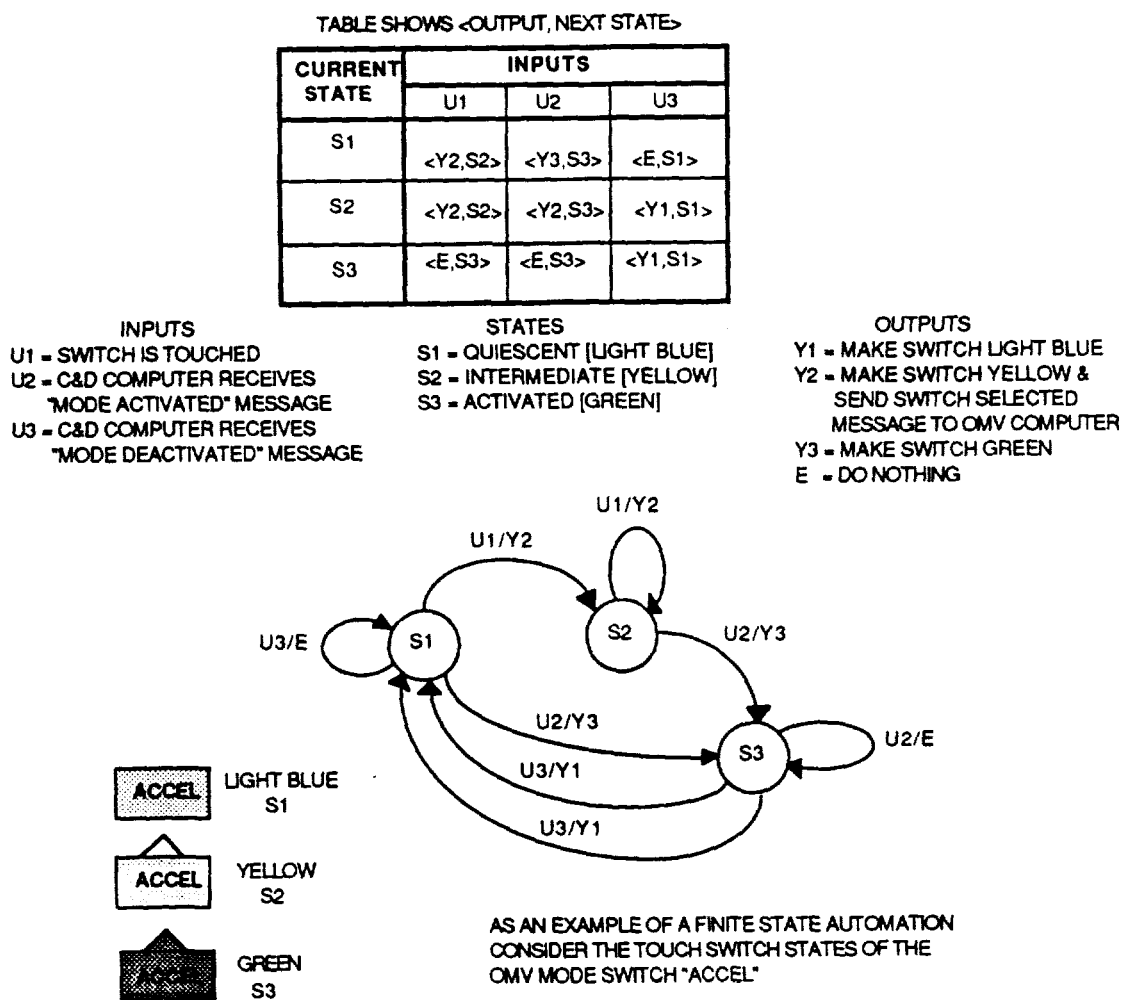 TABLE SHOWS <OUTPUT, NEXT STATE>
CURRENT STATE
INPUTS
U1 U2 U3
S1 <Y2,S2> <Y3,S3> <E,S1>
S2 <Y2,S2> <Y2,S3> <Y1,S1>
S3 <E,S3> <E,S3> <Y1,S1>
INPUTS
U1 = SWITCH IS TOUCHED
U2 = C&D COMPUTER RECEIVES
"MODE ACTIVATED" MESSAGE
U3 = C&D COMPUTER RECEIVES
"MODE DEACTIVATED" MESSAGE
STATES
S1 = QUIESCENT [LIGHT BLUE]
S2 = INTERMEDIATE [YELLOW]
S3 = ACTIVATED [GREEN]
OUTPUTS
Y1 = MAKE SWITCH LIGHT BLUE
Y2 = MAKE SWITCH YELLOW &
SEND SWITCH SELECTED
MESSAGE TO OMV COMPUTER
Y3 = MAKE SWITCH GREEN
E = DO NOTHING
U1/Y2
U1/Y2
U3/E
S1
S2
U2/Y3
U2/Y3
S3
U2/E
U3/Y1
U3/Y1
ACCEL
LIGHT BLUE
S1
ACCEL
YELLOW
S2
ACCEL
GREEN
S3
AS AN EXAMPLE OF A FINITE STATE AUTOMATION
CONSIDER THE TOUCH SWITCH STATES OF THE
OMV MODE SWITCH "ACCEL"